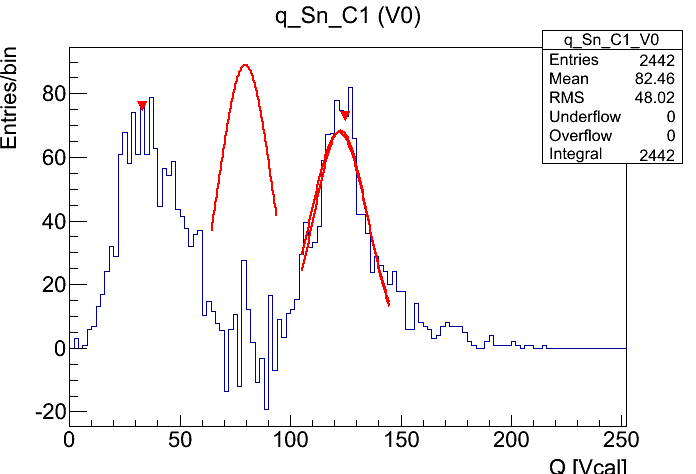 q_Sn_C1 (V0)
Entries/bin
q_Sn_C1_V0
Entries 2442
Mean 82.46
RMS 48.02
Underflow 0
Overflow 0
Integral 2442
80
60
40
20
0
-20
0 50 100 150 200 250
Q [Vcal]